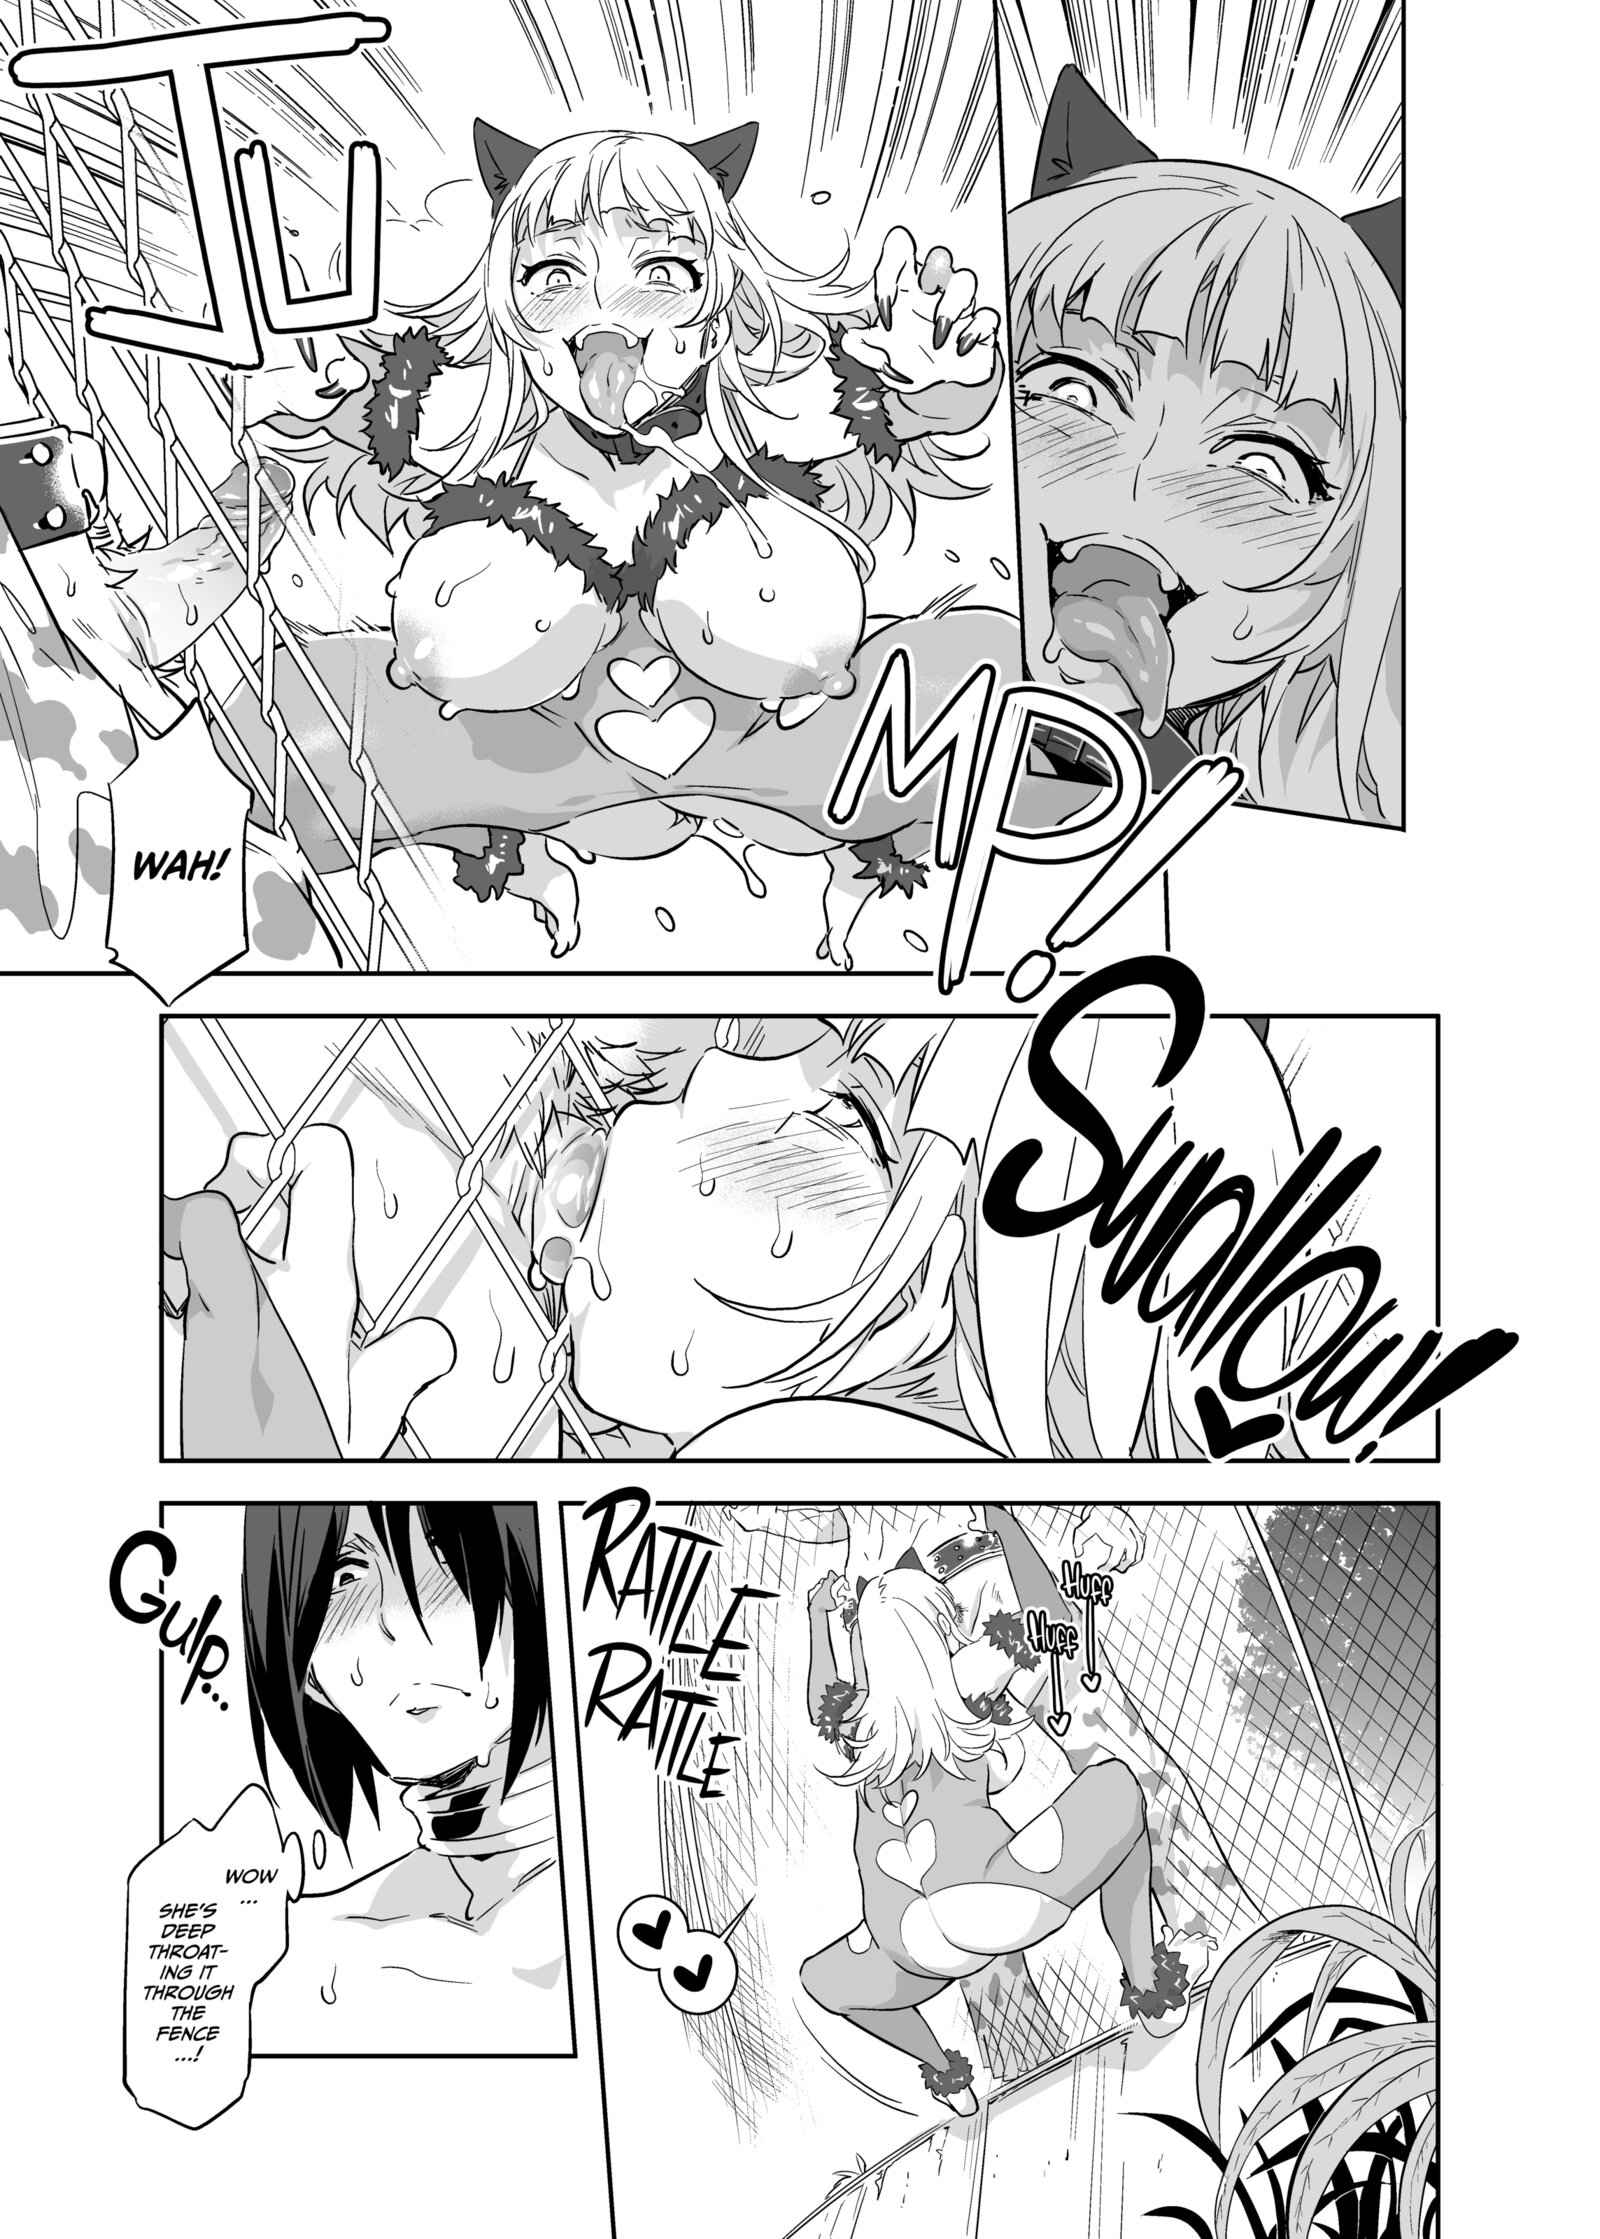 JU
MP!
WAH!
Swallow!
RATTLE
RATTLE
Huff
Huff
Gulp...
WOW
...
SHE'S
DEEP
THROAT-
ING IT
THROUGH
THE
FENCE
...!